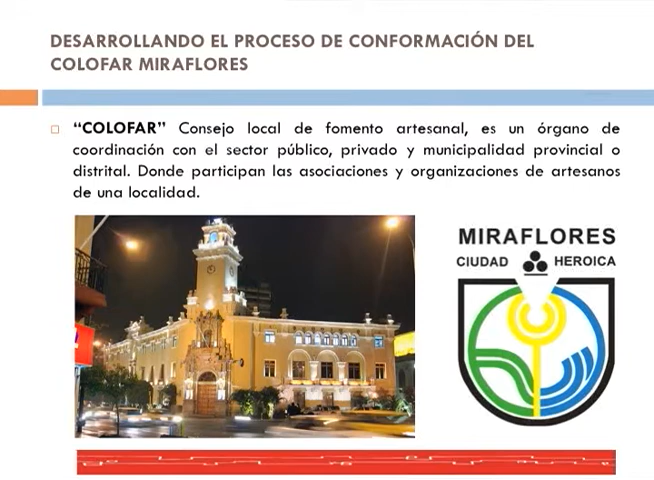 DESARROLLANDO EL PROCESO DE CONFORMACIÓN DEL
COLOFAR MIRAFLORES
“COLOFAR” Consejo local de fomento artesanal, es un órgano de
coordinación con el sector público, privado y municipalidad provincial o
distrital. Donde participan las asociaciones y organizaciones de artesanos
de una localidad.
MIRAFLORES
CIUDAD HEROICA